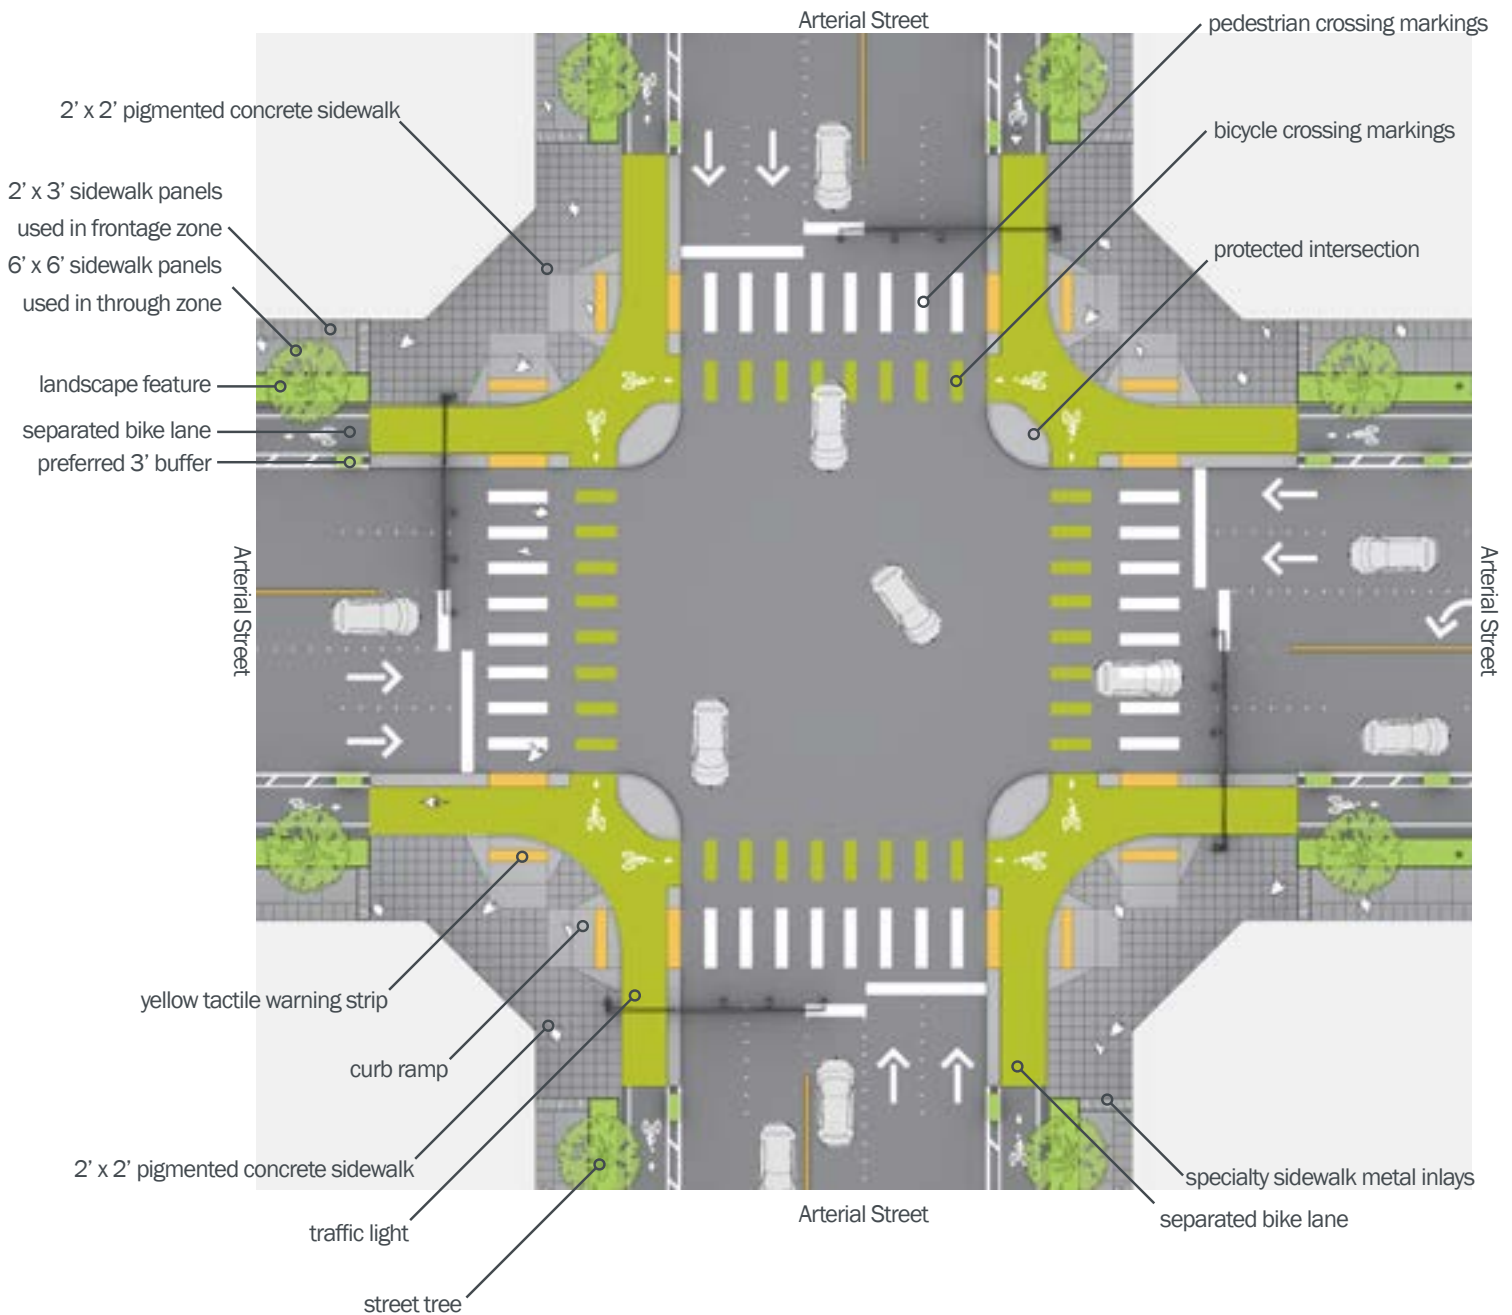 Arterial Street
pedestrian crossing markings
2’ x 2’ pigmented concrete sidewalk
bicycle crossing markings
2’ x 3’ sidewalk panels
used in frontage zone
protected intersection
6’ x 6’ sidewalk panels
used in through zone
landscape feature
separated bike lane
preferred 3’ buffer
Arterial Street
Arterial Street
yellow tactile warning strip
curb ramp
2’ x 2’ pigmented concrete sidewalk
specialty sidewalk metal inlays
Arterial Street
separated bike lane
traffic light
street tree